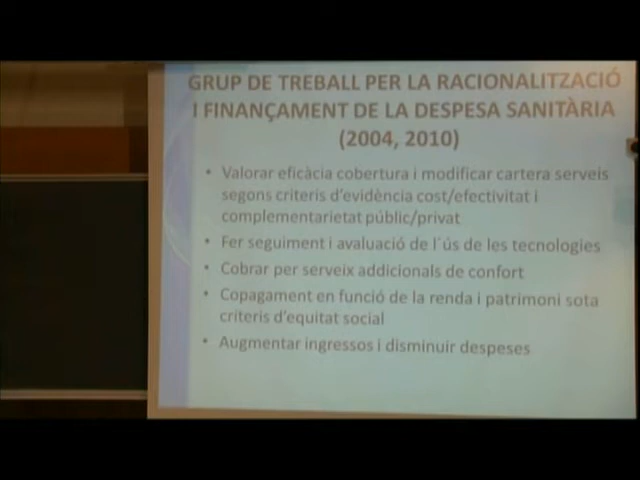 GRUP DE TREBALL PER LA RACIONALITZACIÓ
I FINANÇAMENT DE LA DESPESA SANITÀRIA
(2004, 2010)
• Valorar eficàcia cobertura i modificar cartera serveis
segons criteris d'evidència cost/efectivitat i
complementarietat públic/privat
• Fer seguiment i avaluació de l´ús de les tecnologies
• Cobrar per serveix addicionals de confort
• Copagament en funció de la renda i patrimoni sota
criteris d'equitat social
• Augmentar ingressos i disminuir despeses